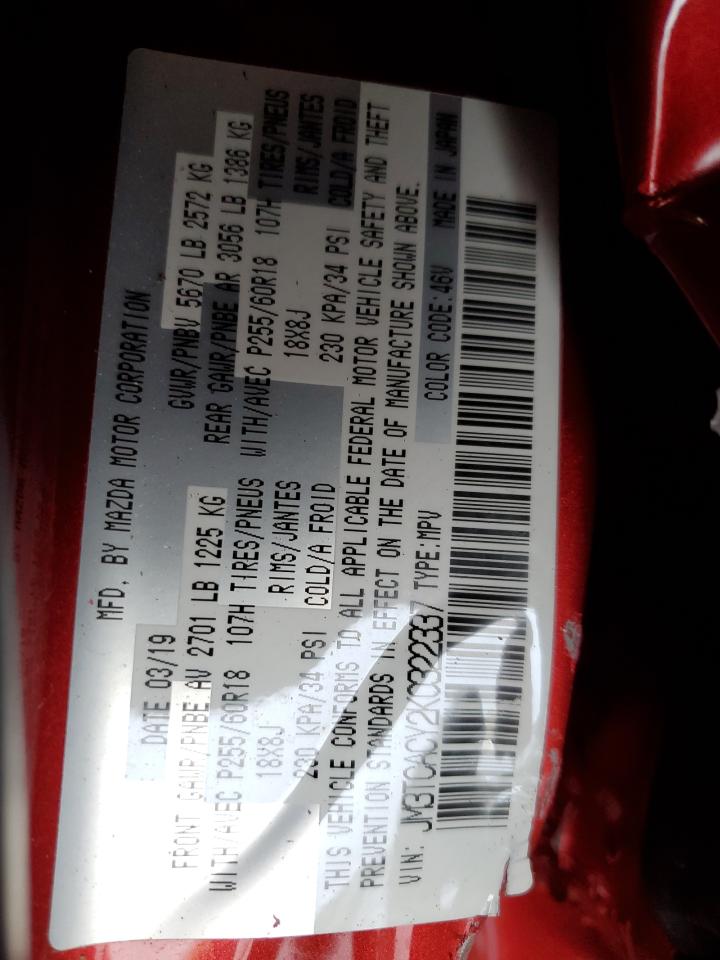 MFD. BY MAZDA MOTOR CORPORATION
DATE 03/19 GVWR/PNBV 5670 LB 2572 KG
FRONT GAWR/PNBE AV 2701 LB 1225 KG REAR GAWR/PNBE AR 3056 LB 1386 KG
WITH/AVEC P255/60R18 107H TIRES/PNEUS WITH/AVEC P255/60R18 107H TIRES/PNEUS
18X8J RIMS/JANTES 18X8J RIMS/JANTES
230 KPA/34 PSI COLD/A FROID 230 KPA/34 PSI COLD/A FROID
THIS VEHICLE CONFORMS TO ALL APPLICABLE FEDERAL MOTOR VEHICLE SAFETY AND THEFT
PREVENTION STANDARDS IN EFFECT ON THE DATE OF MANUFACTURE SHOWN ABOVE.
VIN: JM3TCACY2K0322337 TYPE:MPV COLOR CODE:46V MADE IN JAPAN